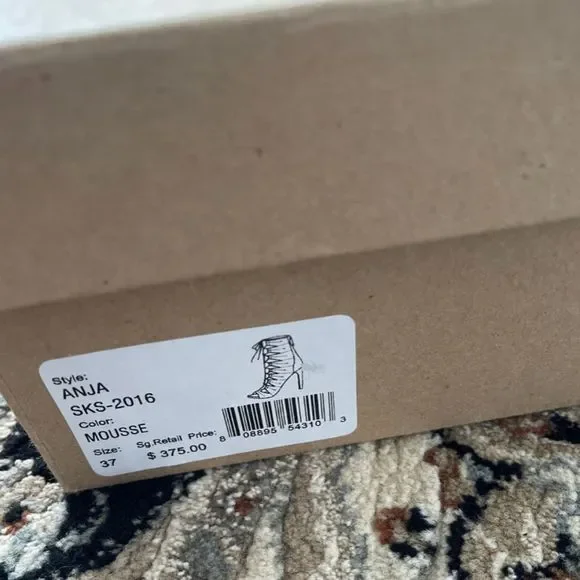 Style:
ANJA
SKS-2016
Color:
MOUSSE
Size: Sg.Retail Price:
37 $ 375.00
8 08895 54310 3